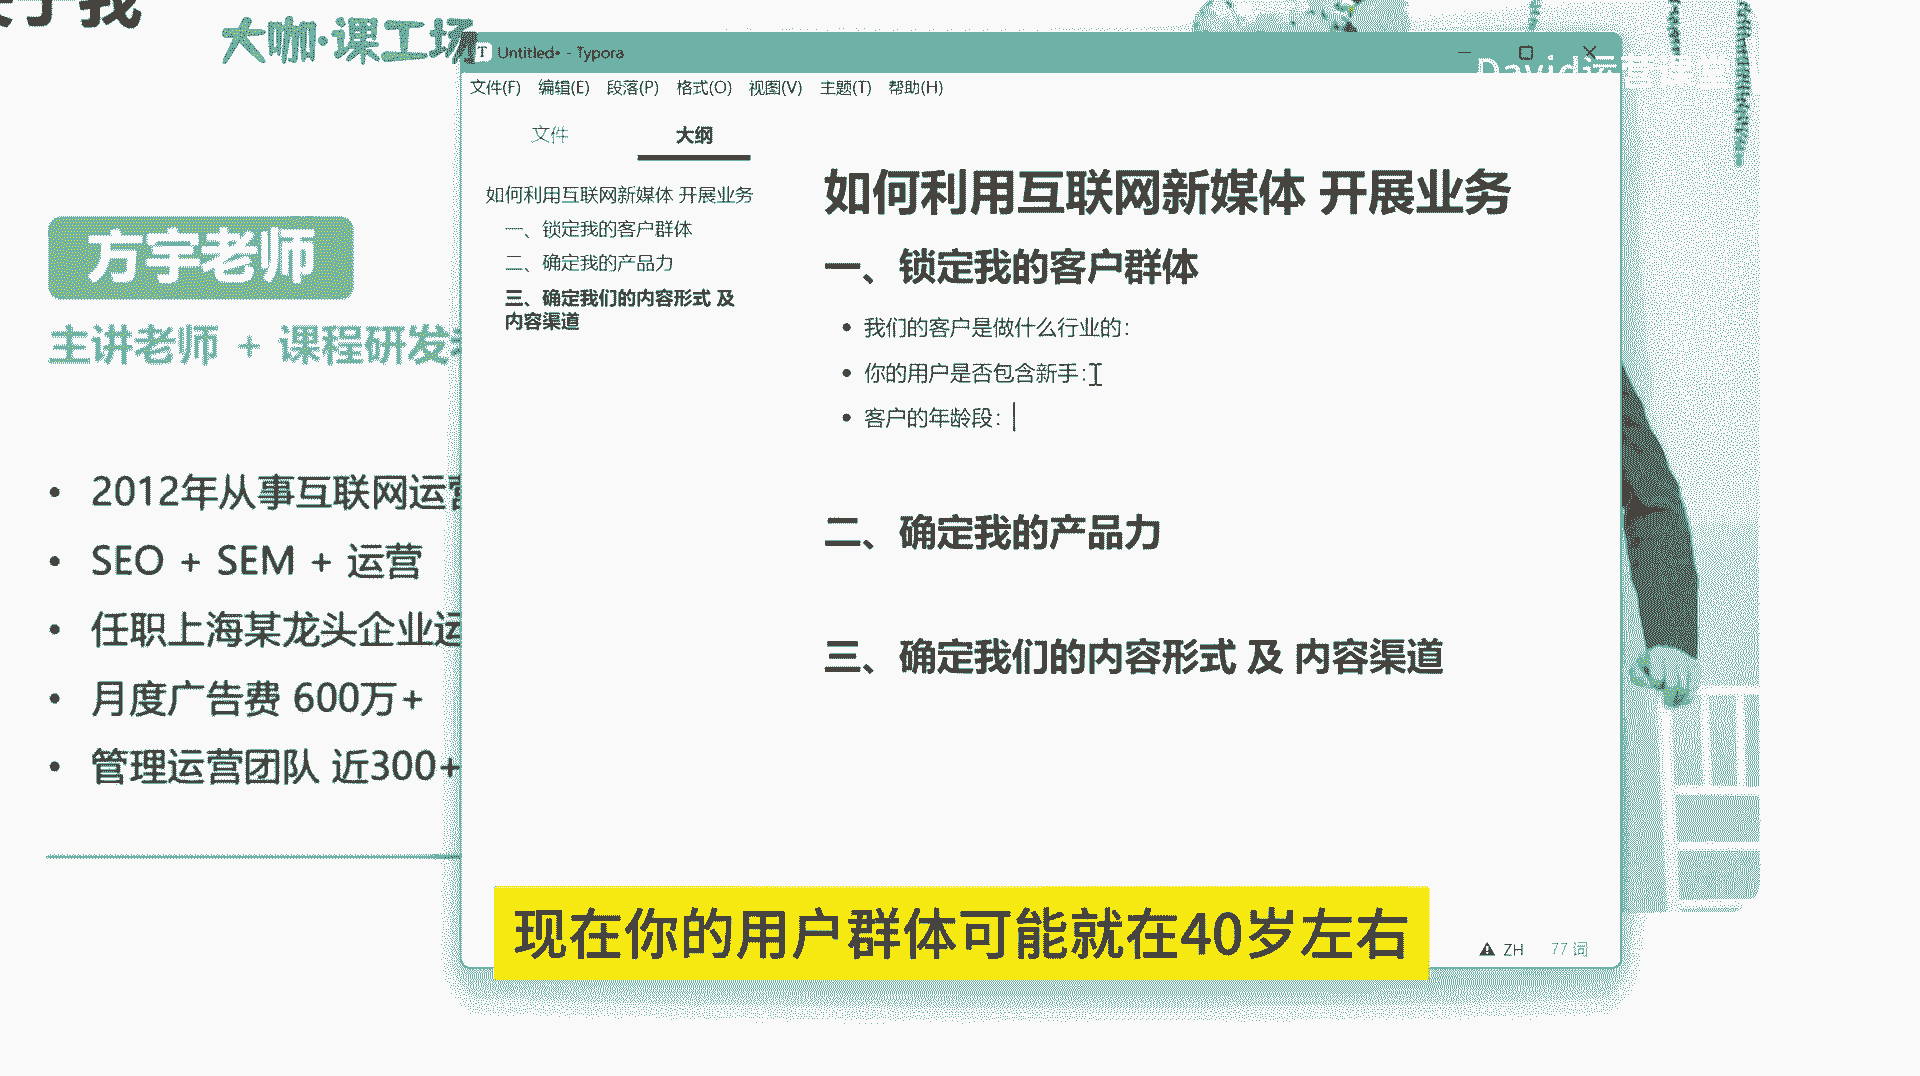 于我
大咖·课工场
Untitled• - Typora
David运营
文件(F) 编辑(E) 段落(P) 格式(O) 视图(V) 主题(T) 帮助(H)
文件 大纲
如何利用互联网新媒体 开展业务
一、锁定我的客户群体
二、确定我的产品力
三、确定我们的内容形式 及
内容渠道
如何利用互联网新媒体 开展业务
一、锁定我的客户群体
• 我们的客户是做什么行业的：
• 你的用户是否包含新手：
• 客户的年龄段：
二、确定我的产品力
三、确定我们的内容形式 及 内容渠道
方宇老师
主讲老师 + 课程研发
• 2012年从事互联网运营
• SEO + SEM + 运营
• 任职上海某龙头企业运
• 月度广告费 600万+
• 管理运营团队 近300+
现在你的用户群体可能就在40岁左右
ZH 77 词